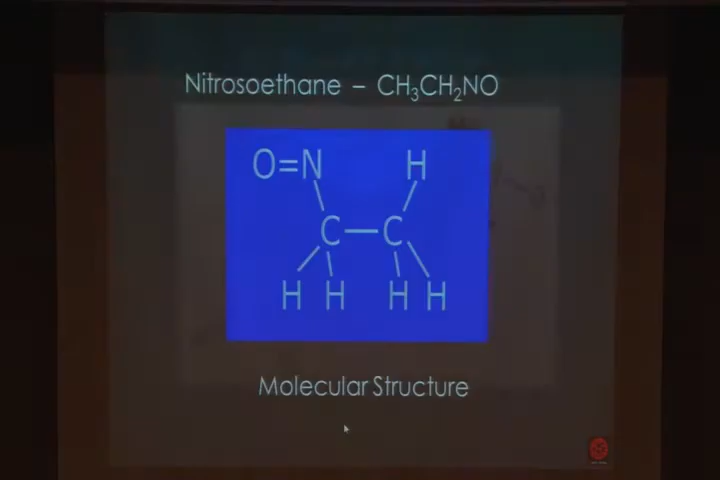 Nitrosoethane – CH₃CH₂NO
O=N H
C—C
H H H H
Molecular Structure